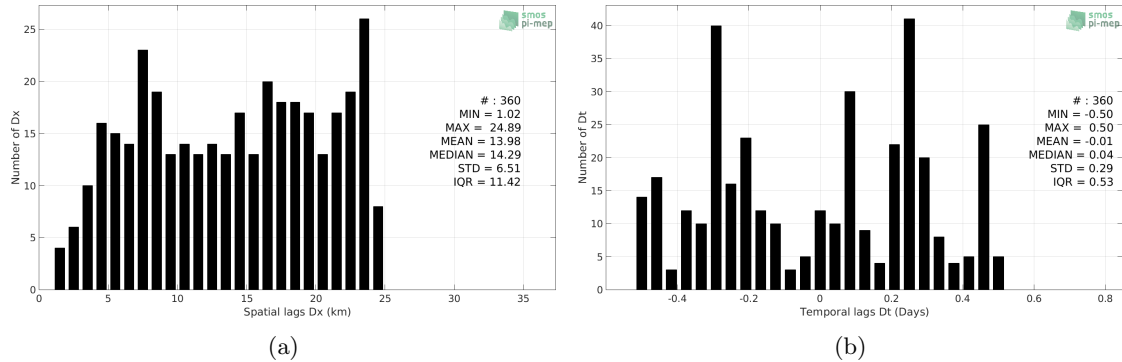 smos
pi-mep
25
20
15
10
5
0
Number of Dx
# : 360
MIN = 1.02
MAX = 24.89
MEAN = 13.98
MEDIAN = 14.29
STD = 6.51
IQR = 11.42
0 5 10 15 20 25 30 35
Spatial lags Dx (km)
(a)
smos
pi-mep
40
35
30
25
20
15
10
5
0
Number of Dt
# : 360
MIN = -0.50
MAX = 0.50
MEAN = -0.01
MEDIAN = 0.04
STD = 0.29
IQR = 0.53
-0.4 -0.2 0 0.2 0.4 0.6 0.8
Temporal lags Dt (Days)
(b)